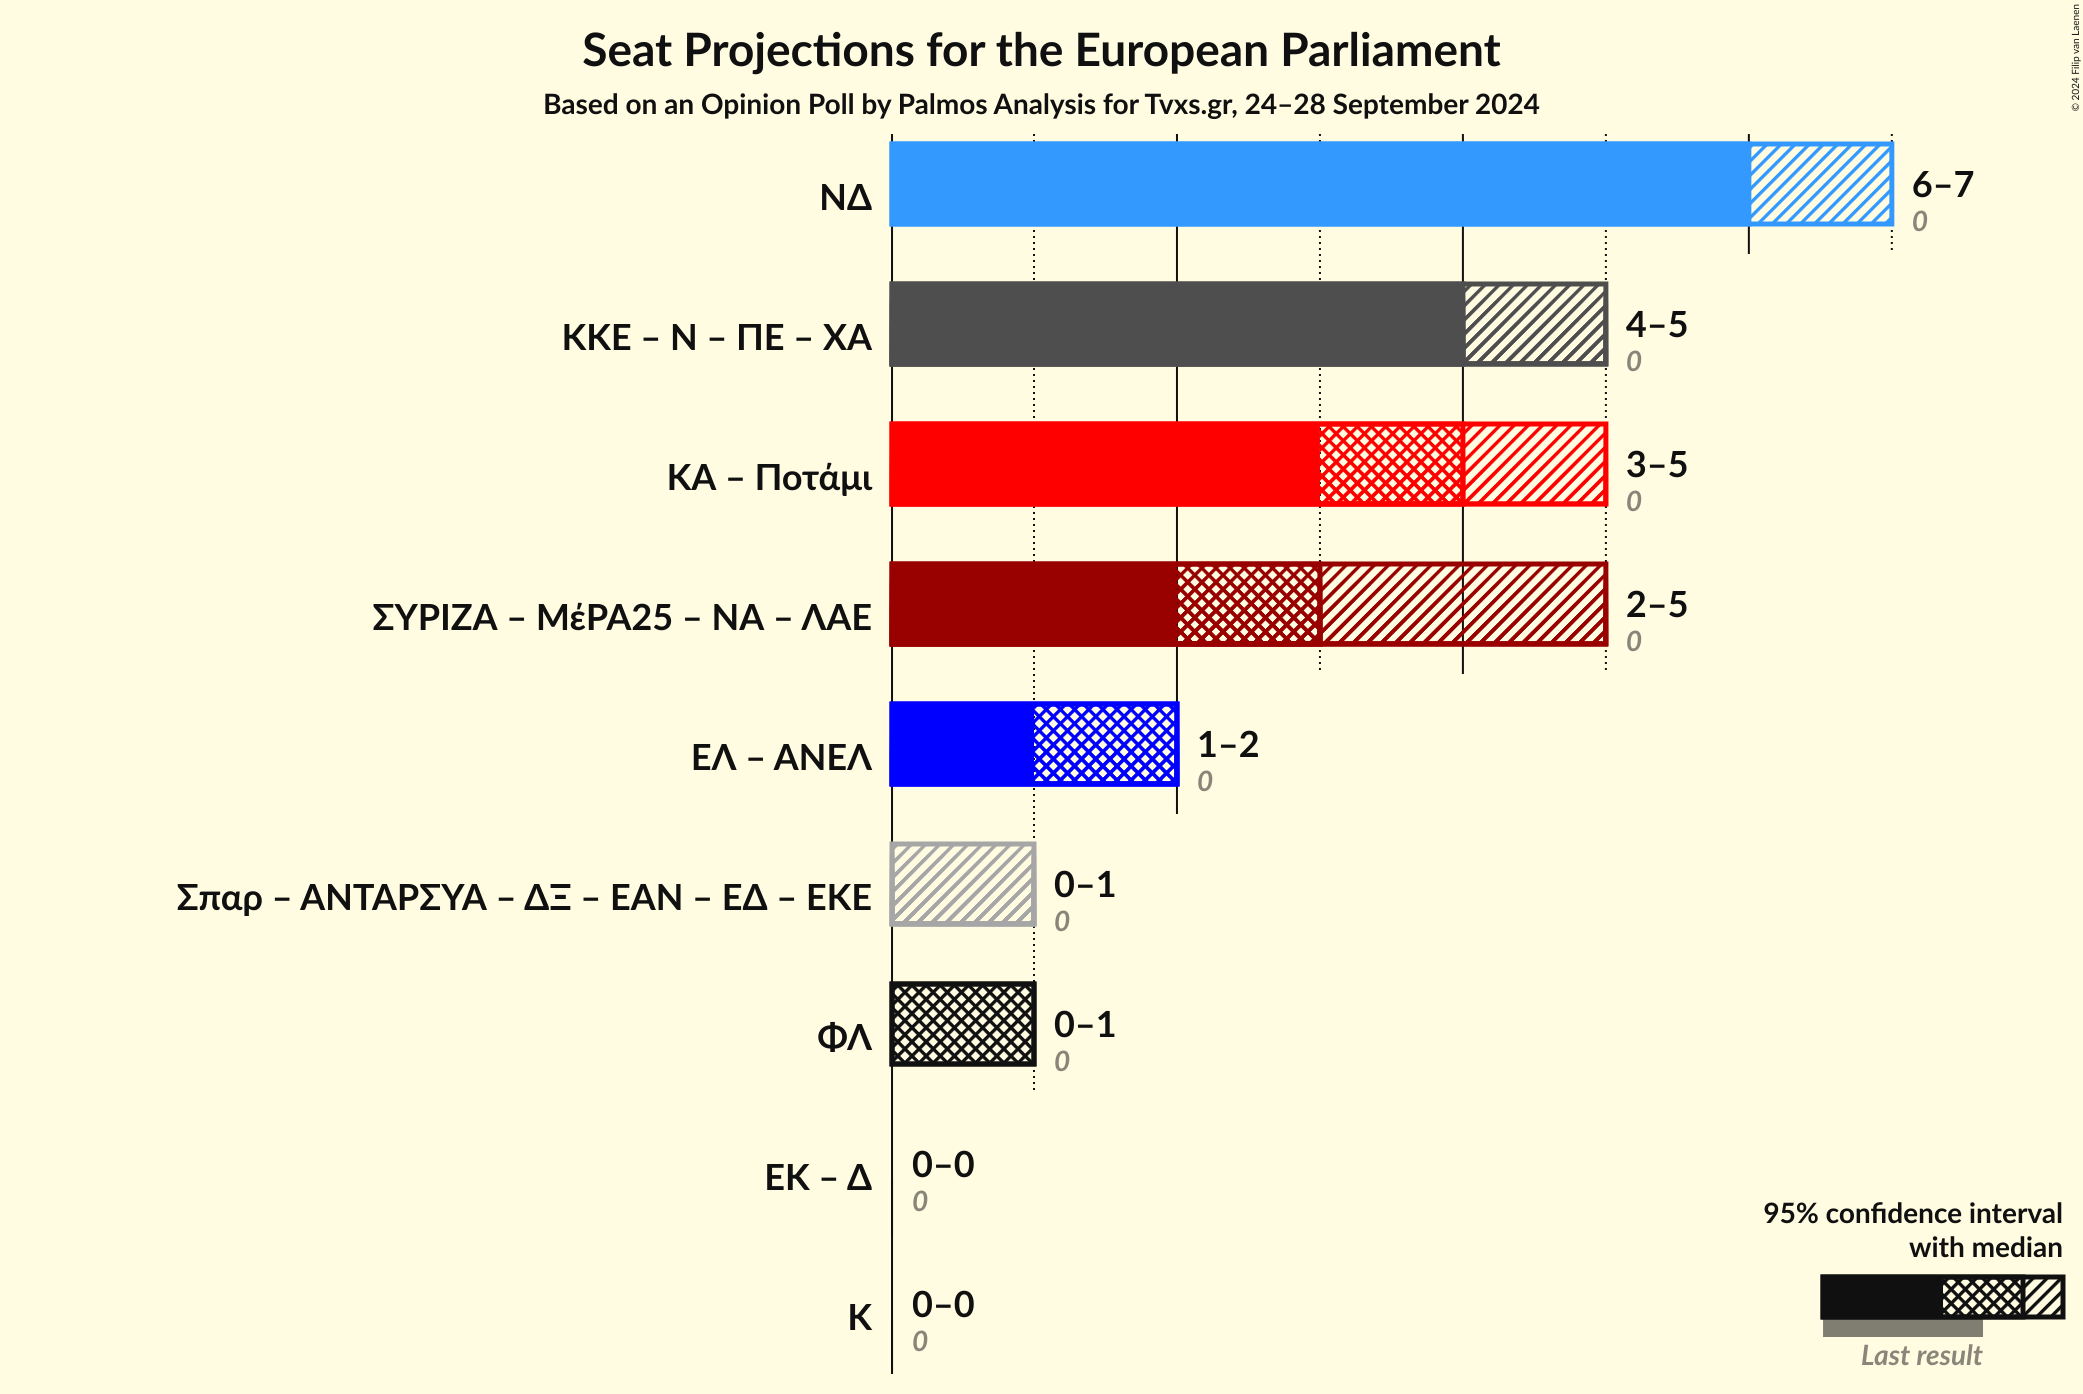 Seat Projections for the European Parliament
Based on an Opinion Poll by Palmos Analysis for Tvxs.gr, 24–28 September 2024
© 2024 Filip van Laenen
ΝΔ
6–7
0
ΚΚΕ – Ν – ΠΕ – ΧΑ
4–5
0
ΚΑ – Ποτάμι
3–5
0
ΣΥΡΙΖΑ – ΜέΡΑ25 – ΝΑ – ΛΑΕ
2–5
0
ΕΛ – ΑΝΕΛ
1–2
0
Σπαρ – ΑΝΤΑΡΣΥΑ – ΔΞ – ΕΑΝ – ΕΔ – ΕΚΕ
0–1
0
ΦΛ
0–1
0
ΕΚ – Δ
0–0
0
Κ
0–0
0
95% confidence interval
with median
Last result